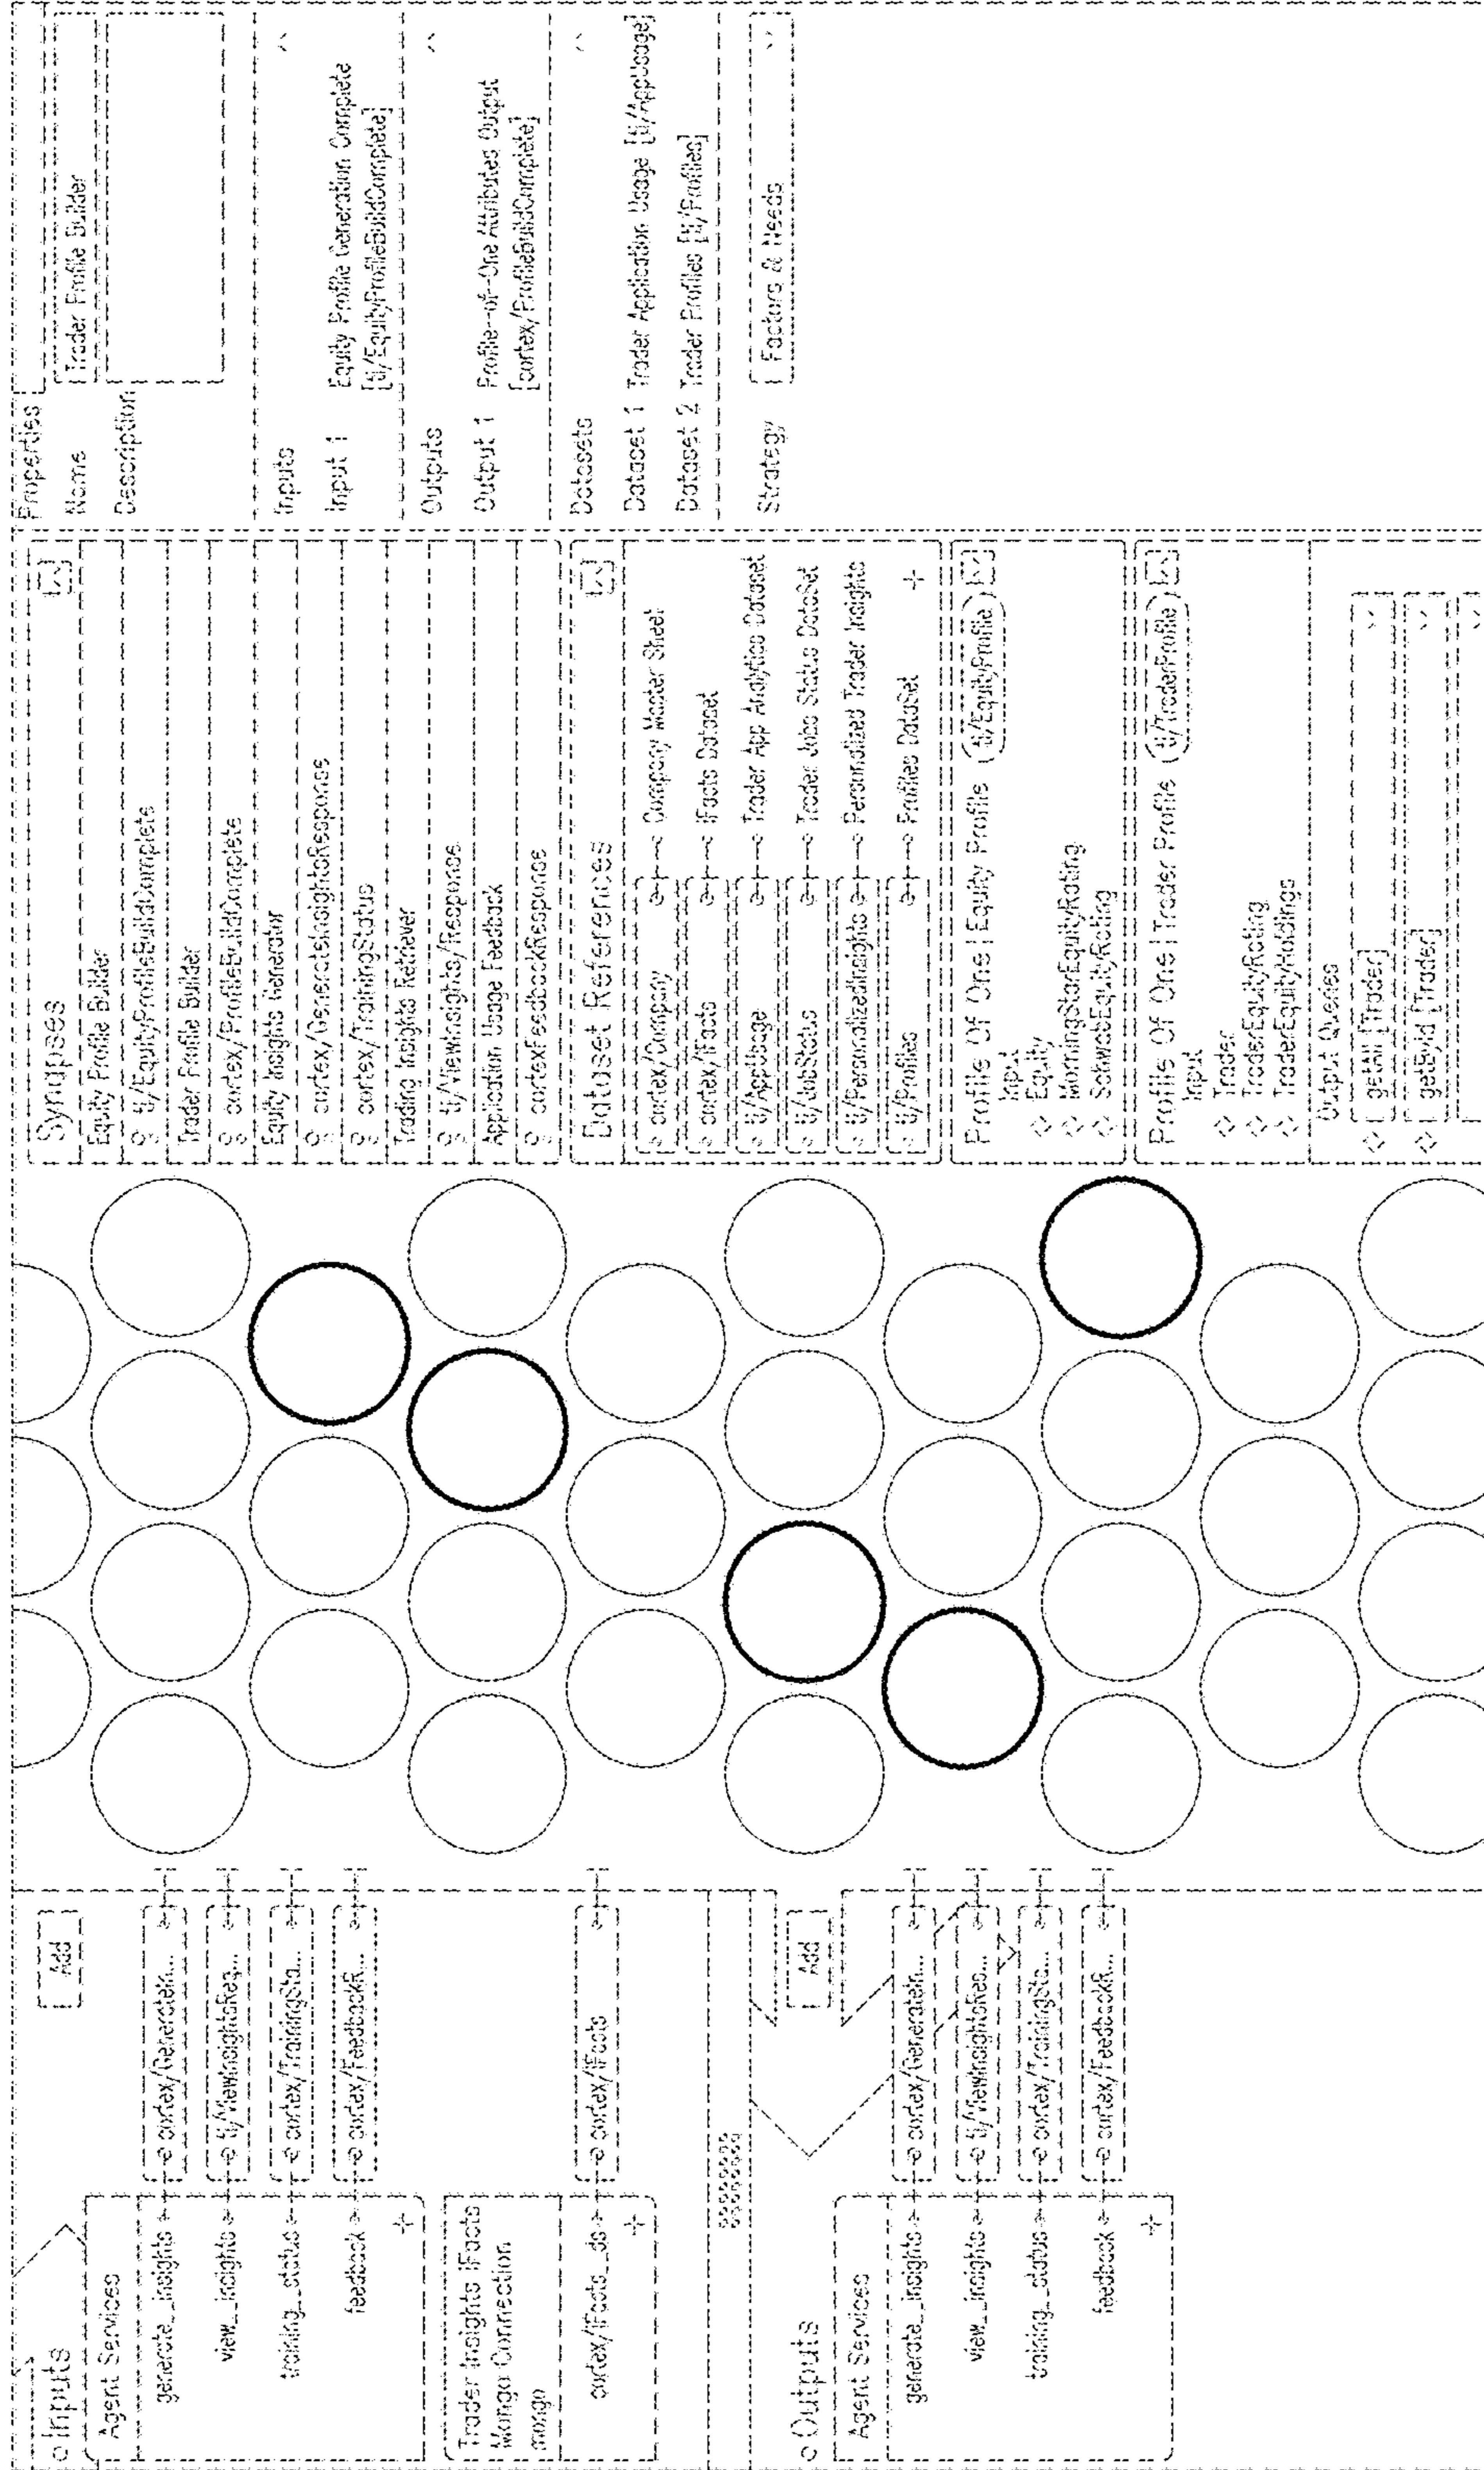 Inputs
Add
Agent Services
generate_insights
cortex/GenerateIn...
view_insights
ti/ViewInsightsReq...
training_status
cortex/TrainingSta...
feedback
cortex/FeedbackR...
Trader Insights iFacts
Mongo Connection
mongo
cortex/iFacts_ds
cortex/iFacts
Outputs
Add
Agent Services
generate_insights
cortex/GenerateIn...
view_insights
ti/ViewInsightsRes...
training_status
cortex/TrainingSta...
feedback
cortex/FeedbackR...
Synapses
Equity Profile Builder
ti/EquityProfileBuildComplete
Trader Profile Builder
cortex/ProfileBuildComplete
Equity Insights Generator
cortex/GenerateInsightsResponse
cortex/TrainingStatus
Trading Insights Retriever
ti/ViewInsights/Response
Application Usage Feedback
cortexFeedbackResponse
Dataset References
cortex/Company Company Master Sheet
cortex/iFacts iFacts Dataset
ti/AppUsage Trader App Analytics Dataset
ti/JobStatus Trader Jobs Status DataSet
ti/PersonalizedInsights Personalized Trader Insights
ti/Profiles Profiles DataSet
Profile Of One | Equity Profile ti/EquityProfile
Input
Equity
MorningStarEquityRating
SchwabEquityRating
Profile Of One | Trader Profile ti/TraderProfile
Input
Trader
TraderEquityRating
TraderEquityHoldings
Output Queries
getAll [Trader]
getById [Trader]
Properties
Name Trader Profile Builder
Description
Inputs
Input 1 Equity Profile Generation Complete
[ti/EquityProfileBuildComplete]
Outputs
Output 1 Profile-of-One Attributes Output
[cortex/ProfileBuildComplete]
Datasets
Dataset 1 Trader Application Usage [ti/AppUsage]
Dataset 2 Trader Profiles [ti/Profiles]
Strategy Factors & Needs